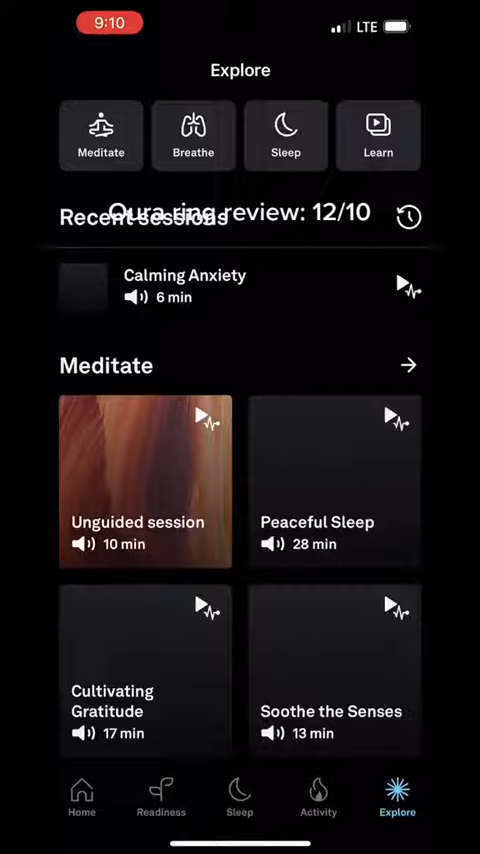 9:10
LTE
Explore
Meditate
Breathe
Sleep
Learn
Recent sessions
Oura ring review: 12/10
Calming Anxiety
6 min
Meditate
Unguided session
10 min
Peaceful Sleep
28 min
Cultivating
Gratitude
17 min
Soothe the Senses
13 min
Home
Readiness
Sleep
Activity
Explore